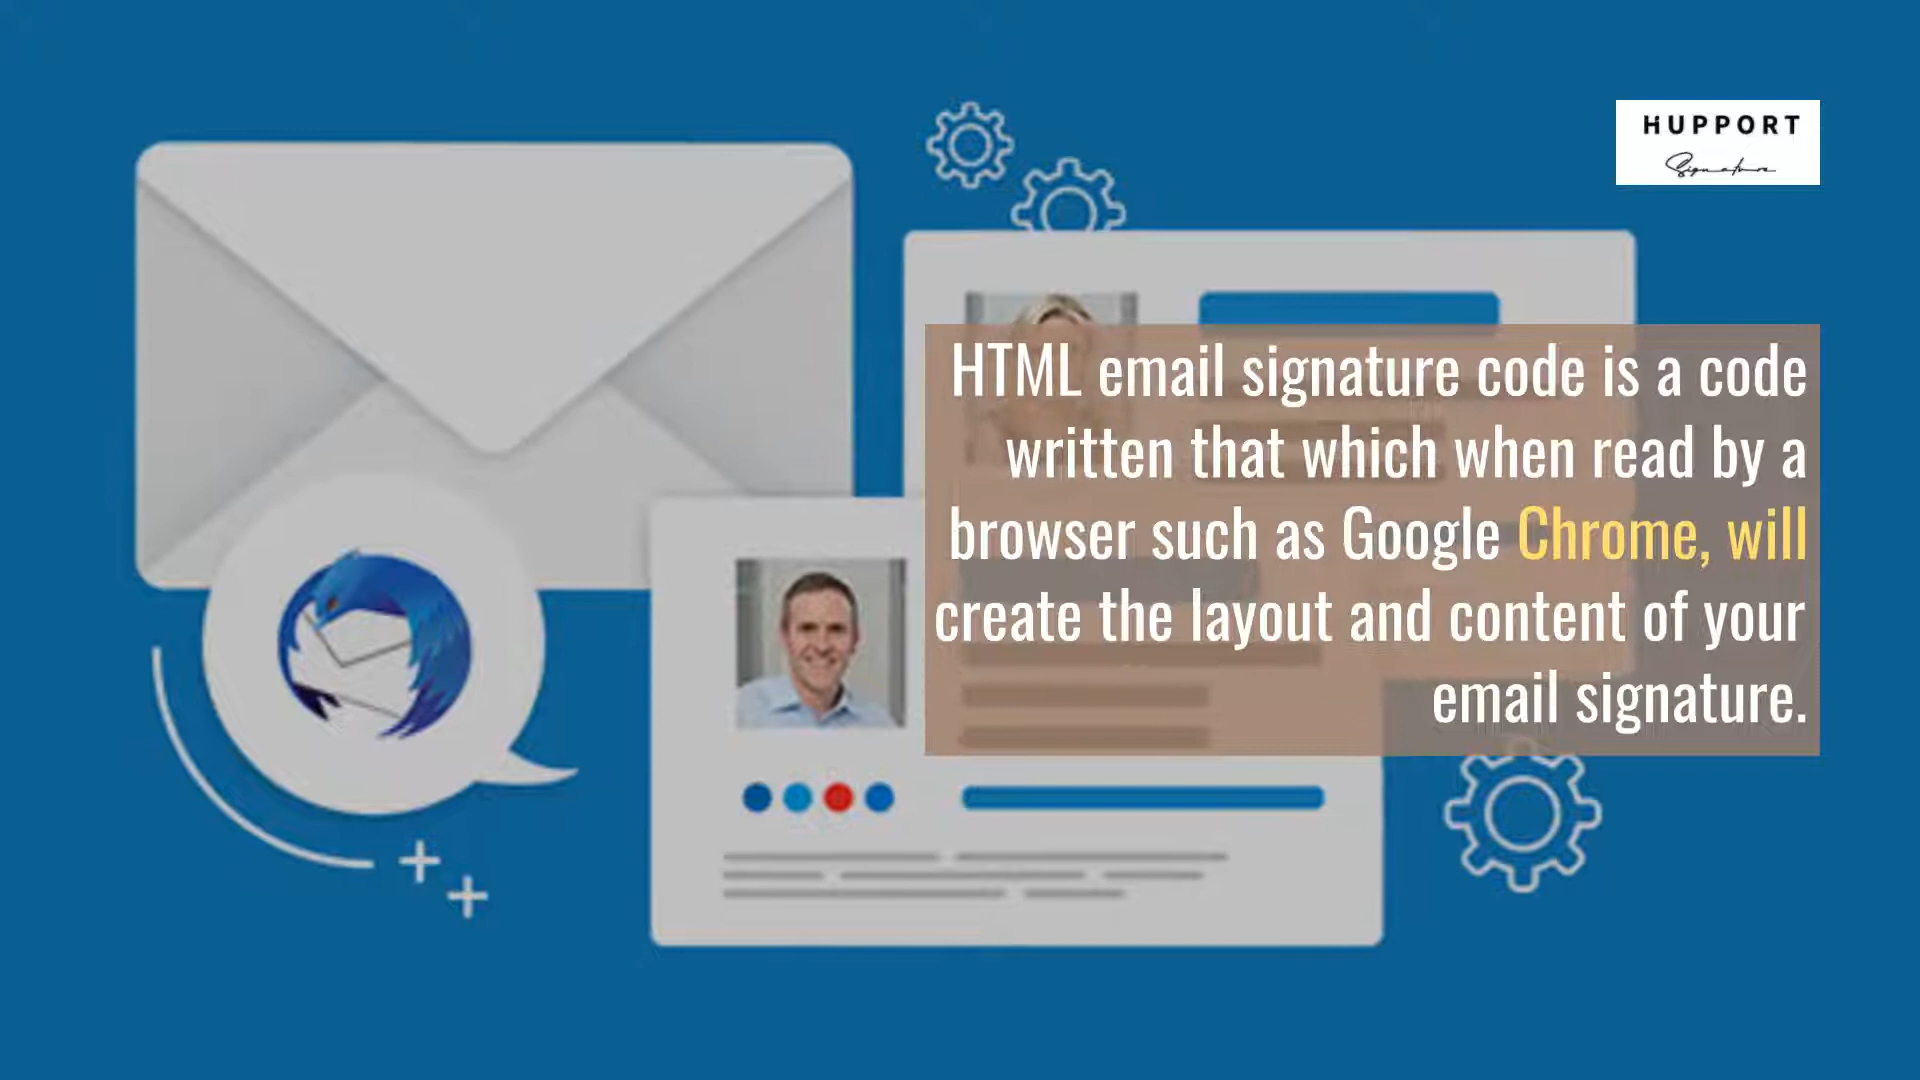 HUPPORT
Signature
HTML email signature code is a code
written that which when read by a
browser such as Google Chrome, will
create the layout and content of your
email signature.